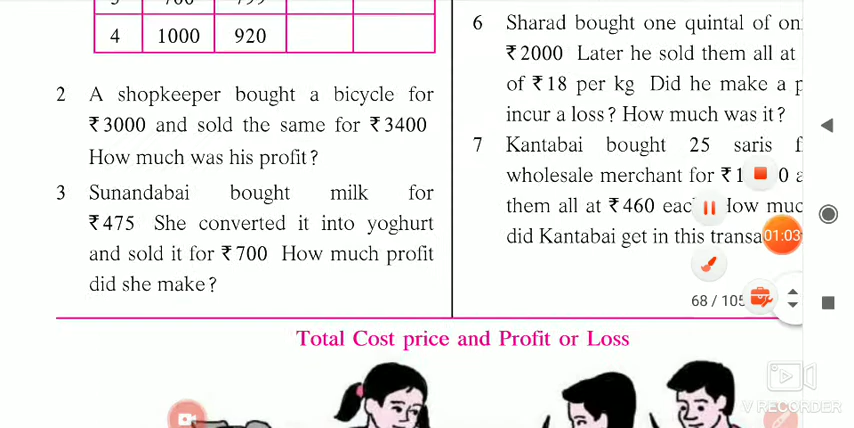 4 1000 920
2 A shopkeeper bought a bicycle for
₹3000 and sold the same for ₹3400
How much was his profit?
3 Sunandabai bought milk for
₹475 She converted it into yoghurt
and sold it for ₹700 How much profit
did she make?
6 Sharad bought one quintal of
₹2000 Later he sold them all at
of ₹18 per kg Did he make a
incur a loss? How much was it?
7 Kantabai bought 25 saris
wholesale merchant for
them all at ₹460
did Kantabai get in this
01:03
68 / 105
Total Cost price and Profit or Loss
V RECORDER